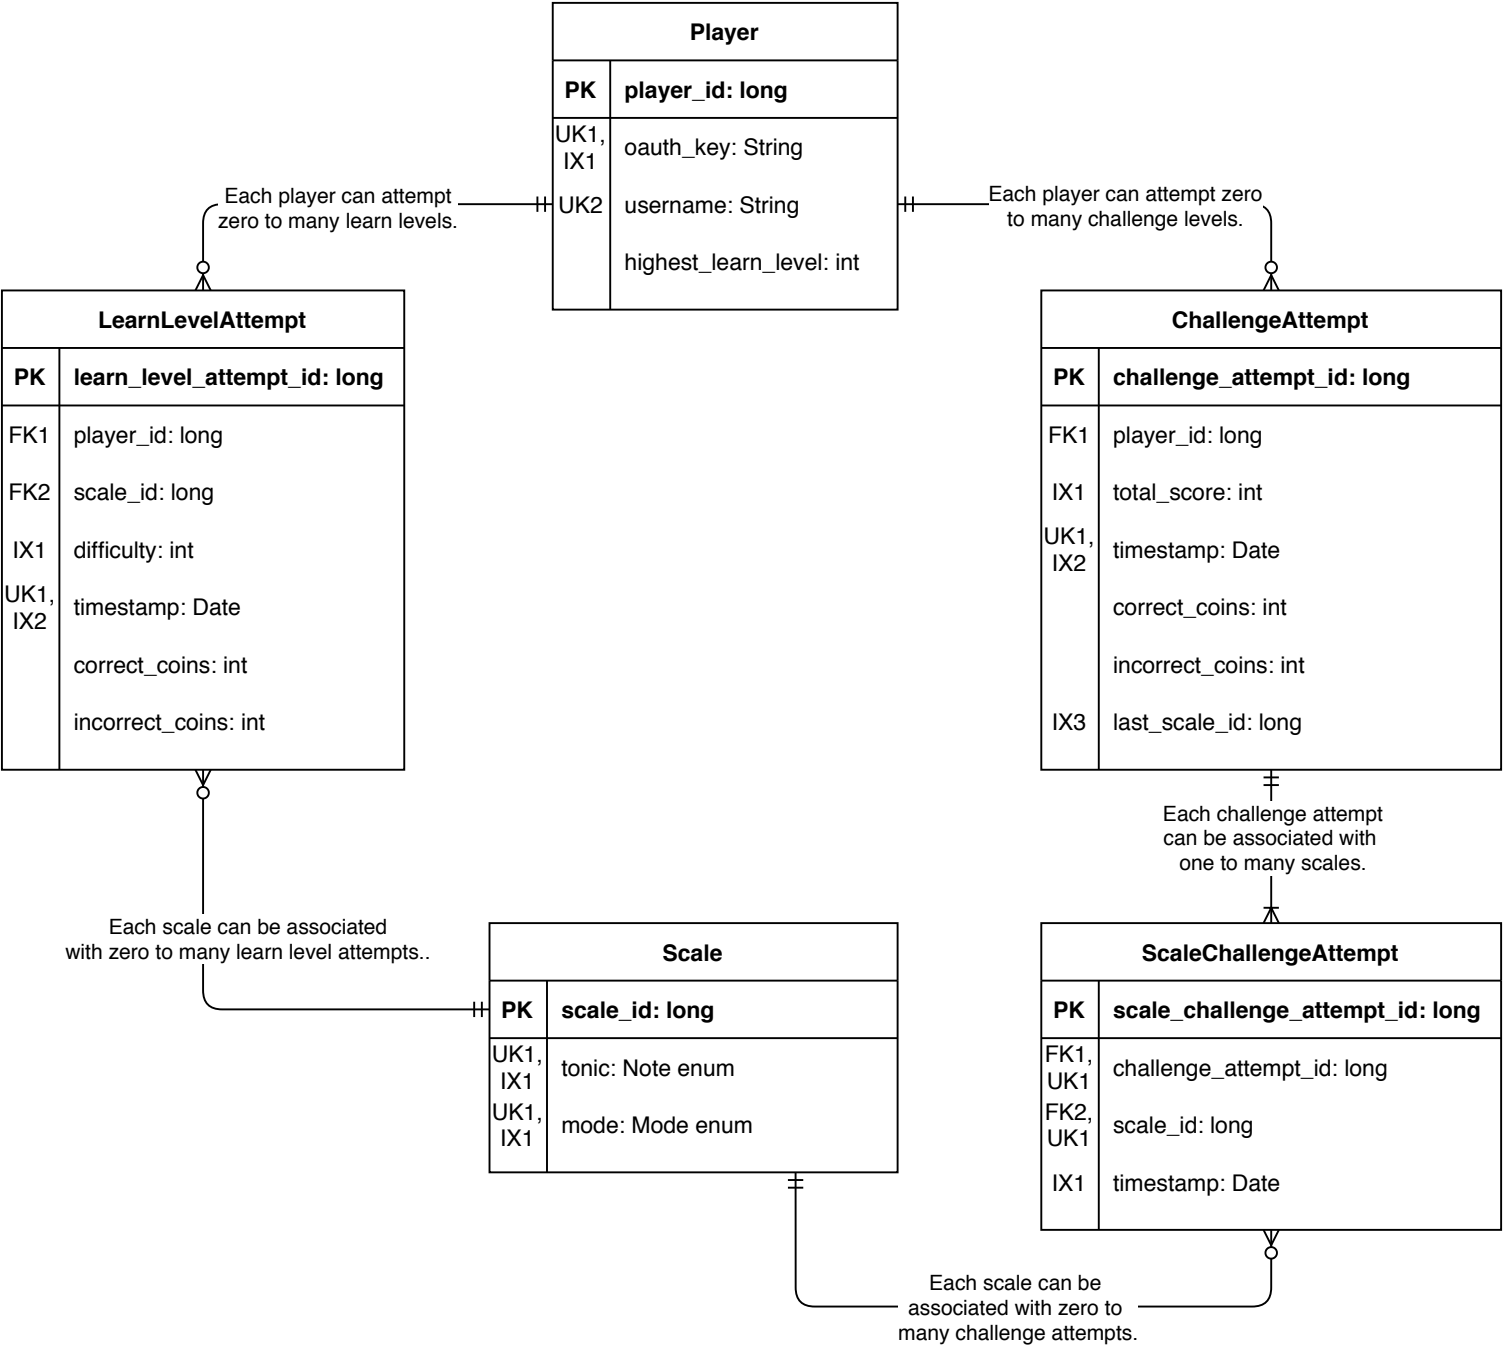 Player
PK
player_id: long
UK1,
IX1
oauth_key: String
UK2
username: String
highest_learn_level: int
Each player can attempt
zero to many learn levels.
Each player can attempt zero
to many challenge levels.
LearnLevelAttempt
PK
learn_level_attempt_id: long
FK1
player_id: long
FK2
scale_id: long
IX1
difficulty: int
UK1,
IX2
timestamp: Date
correct_coins: int
incorrect_coins: int
ChallengeAttempt
PK
challenge_attempt_id: long
FK1
player_id: long
IX1
total_score: int
UK1,
IX2
timestamp: Date
correct_coins: int
incorrect_coins: int
IX3
last_scale_id: long
Each challenge attempt
can be associated with
one to many scales.
Each scale can be associated
with zero to many learn level attempts..
Scale
PK
scale_id: long
UK1,
IX1
tonic: Note enum
UK1,
IX1
mode: Mode enum
ScaleChallengeAttempt
PK
scale_challenge_attempt_id: long
FK1,
UK1
challenge_attempt_id: long
FK2,
UK1
scale_id: long
IX1
timestamp: Date
Each scale can be
associated with zero to
many challenge attempts.